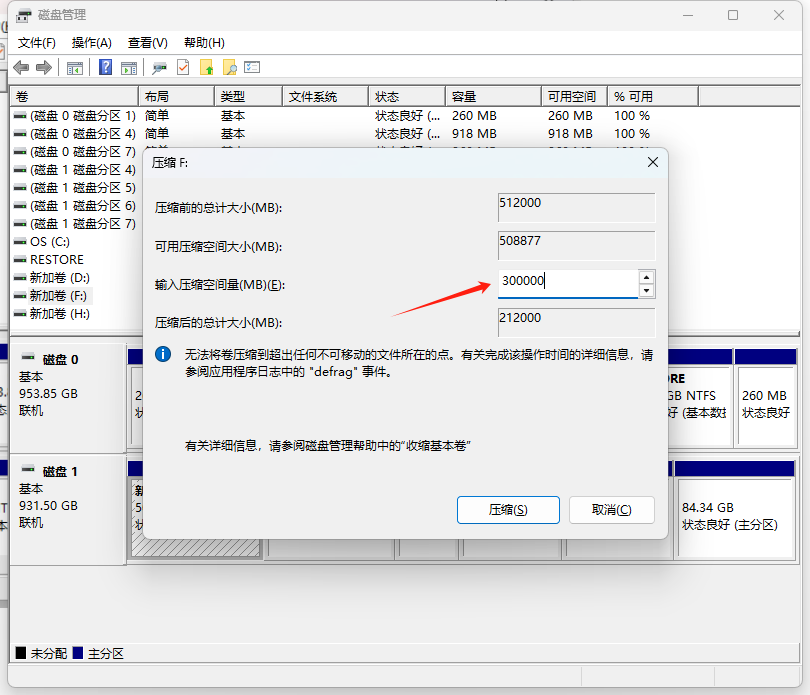 磁盘管理
文件(F) 操作(A) 查看(V) 帮助(H)
卷 布局 类型 文件系统 状态 容量 可用空间 % 可用
(磁盘 0 磁盘分区 1) 简单 基本 状态良好 (... 260 MB 260 MB 100 %
(磁盘 0 磁盘分区 4) 简单 基本 状态良好 (... 918 MB 918 MB 100 %
(磁盘 0 磁盘分区 7)
(磁盘 1 磁盘分区 4)
(磁盘 1 磁盘分区 5)
(磁盘 1 磁盘分区 6)
(磁盘 1 磁盘分区 7)
OS (C:)
RESTORE
新加卷 (D:)
新加卷 (F:)
新加卷 (H:)
压缩 F:
压缩前的总计大小(MB): 512000
可用压缩空间大小(MB): 508877
输入压缩空间量(MB)(E): 300000
压缩后的总计大小(MB): 212000
无法将卷压缩到超出任何不可移动的文件所在的点。有关完成该操作时间的详细信息，请
参阅应用程序日志中的 "defrag" 事件。
有关详细信息，请参阅磁盘管理帮助中的“收缩基本卷”
压缩(S) 取消(C)
磁盘 0
基本
953.85 GB
联机
RE
GB NTFS
好 (基本数据
260 MB
状态良好
磁盘 1
基本
931.50 GB
联机
新
84.34 GB
状态良好 (主分区)
未分配 主分区